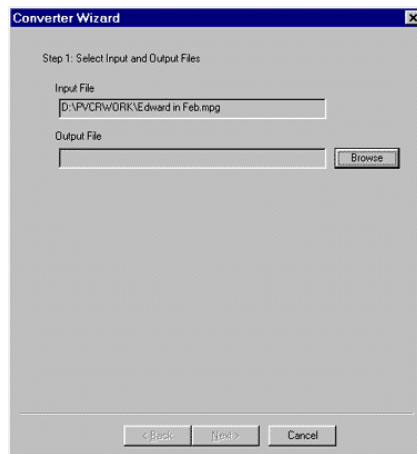 Converter Wizard
Step 1: Select Input and Output Files
Input File
D:\PVCRWORK\Edward in Feb.mpg
Output File
Browse
< Back Next > Cancel